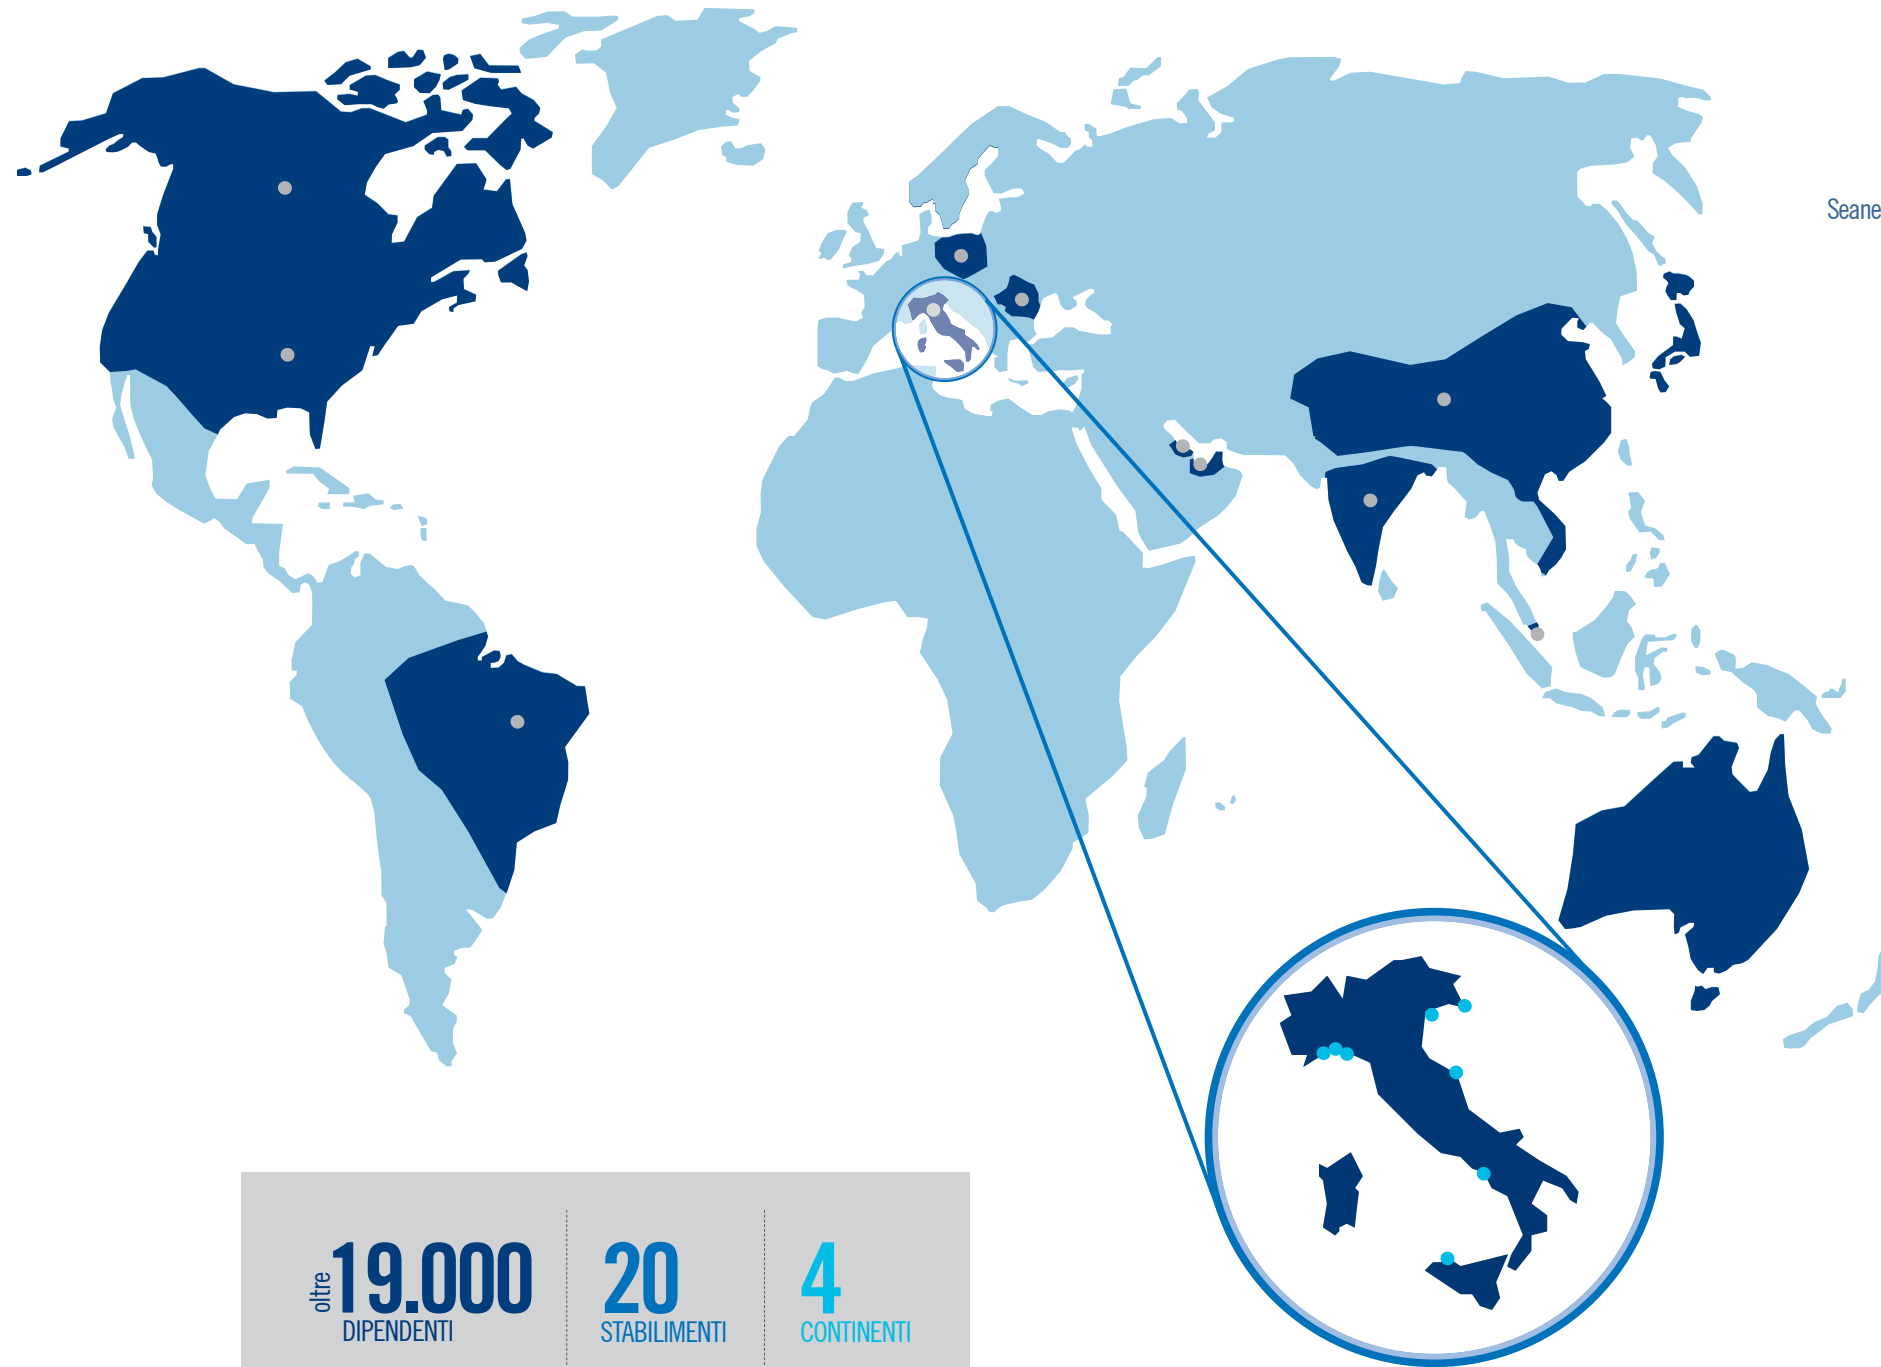 Seane
oltre 19.000
DIPENDENTI
20
STABILIMENTI
4
CONTINENTI